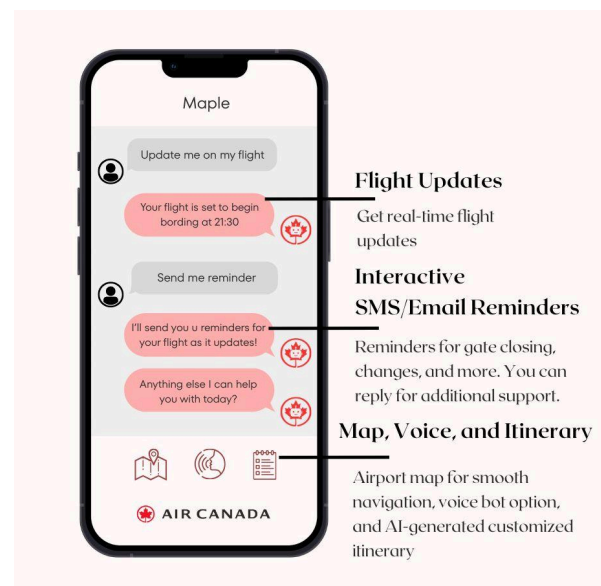 Maple
Update me on my flight
Your flight is set to begin
bording at 21:30
Send me reminder
I'll send you u reminders for
your flight as it updates!
Anything else I can help
you with today?
AIR CANADA
Flight Updates
Get real-time flight
updates
Interactive
SMS/Email Reminders
Reminders for gate closing,
changes, and more. You can
reply for additional support.
Map, Voice, and Itinerary
Airport map for smooth
navigation, voice bot option,
and AI-generated customized
itinerary